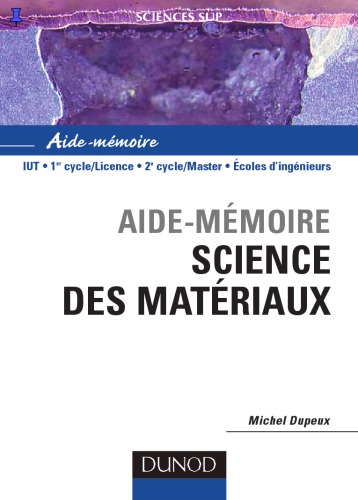 SCIENCES SUP
Aide-mémoire
IUT • 1er cycle/Licence • 2e cycle/Master • Écoles d'ingénieurs
AIDE-MÉMOIRE
SCIENCE
DES MATÉRIAUX
Michel Dupeux
DUNOD